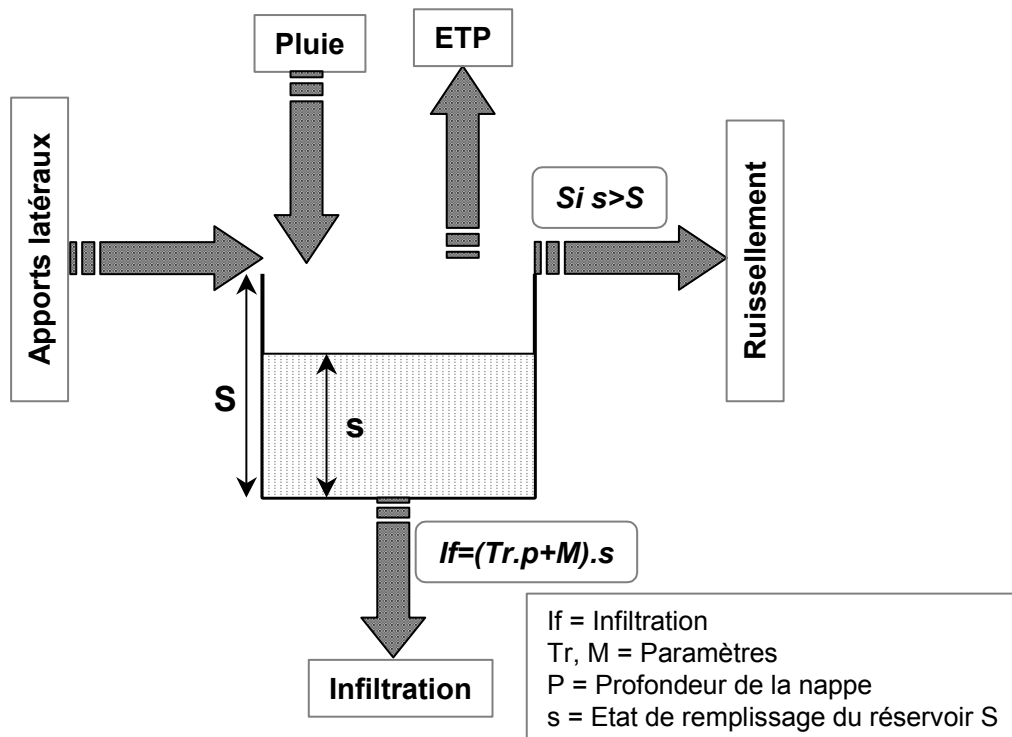 Pluie
ETP
Apports latéraux
Si s>S
Ruissellement
S
s
If=(Tr.p+M).s
Infiltration
If = Infiltration
Tr, M = Paramètres
P = Profondeur de la nappe
s = Etat de remplissage du réservoir S